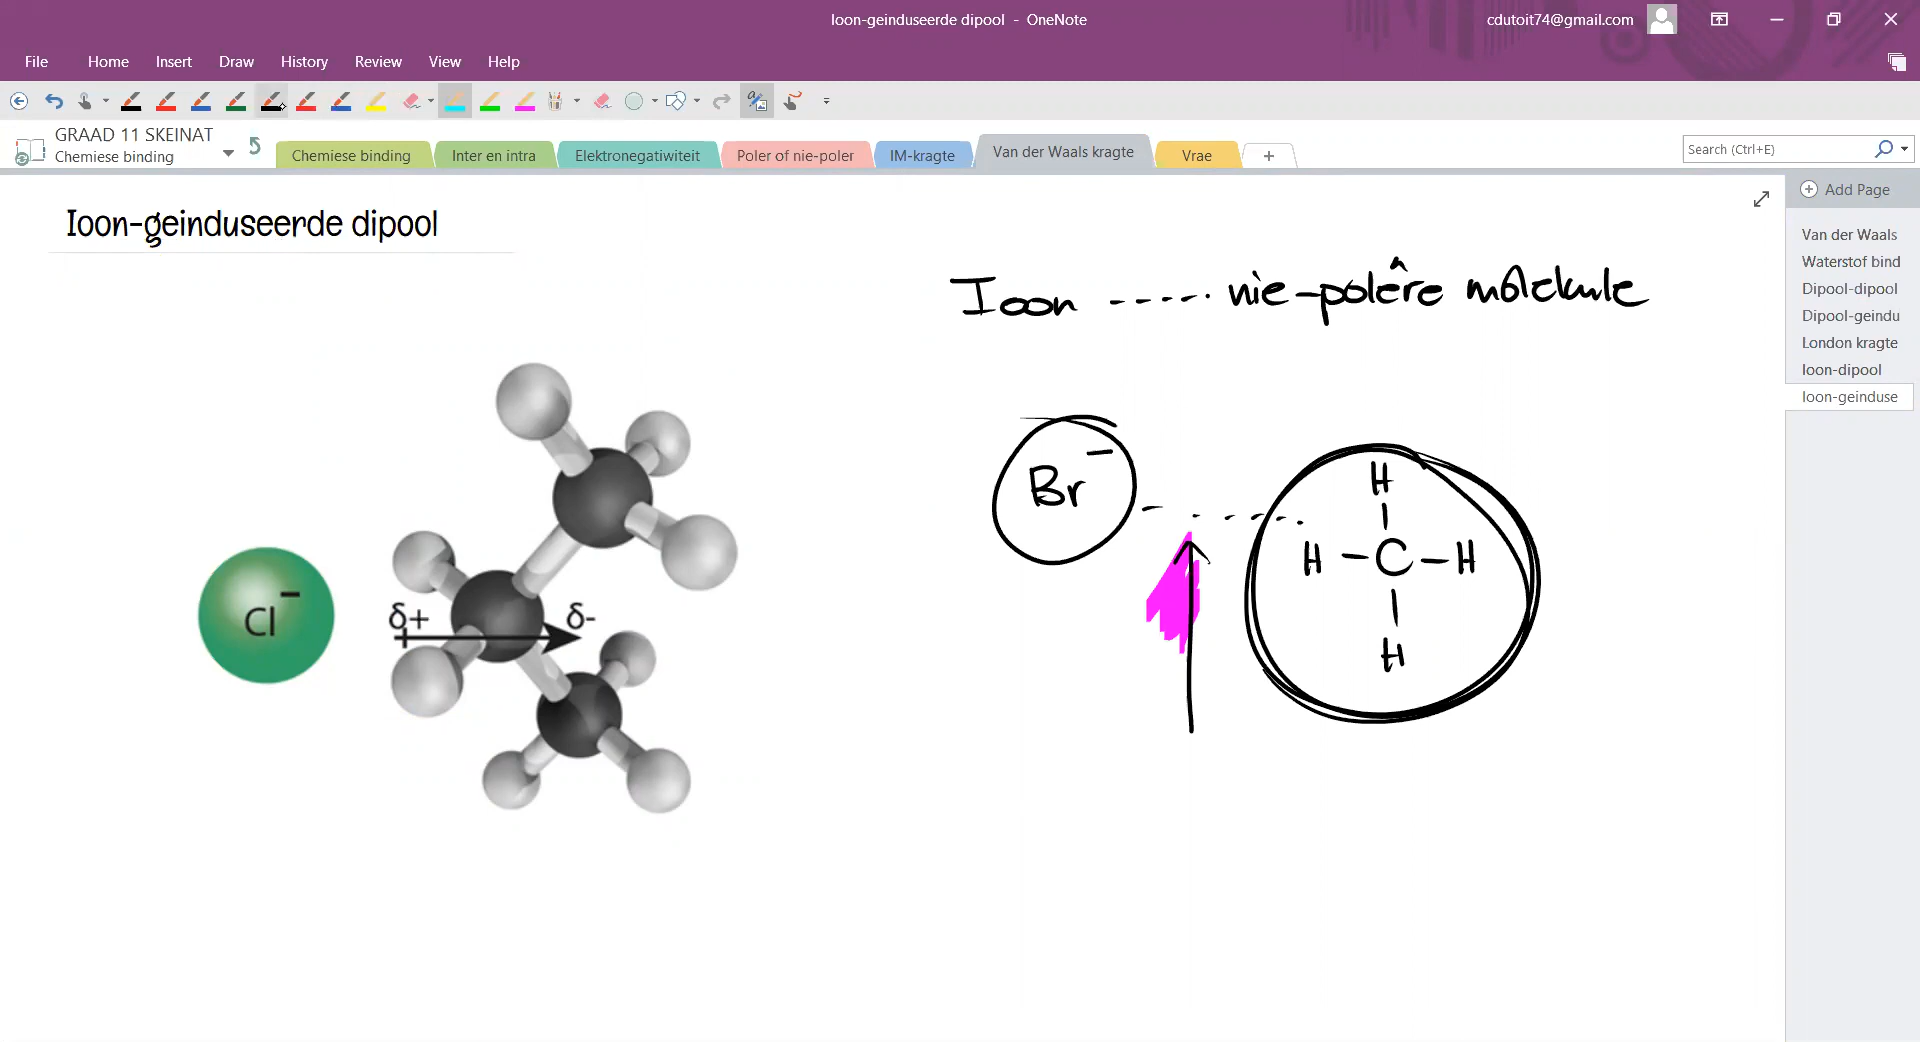 Ioon-geinduseerde dipool - OneNote
cdutoit74@gmail.com
File Home Insert Draw History Review View Help
GRAAD 11 SKEINAT
Chemiese binding
Chemiese binding Inter en intra Elektronegatiwiteit Poler of nie-poler IM-kragte Van der Waals kragte Vrae +
Search (Ctrl+E)
Add Page
Van der Waals
Waterstof bind
Dipool-dipool
Dipool-geindu
London kragte
Ioon-dipool
Ioon-geinduse
Ioon-geinduseerde dipool
Ioon ------ nie-polêre molekule
Cl−
δ+ δ-
Br−
H
H – C – H
H